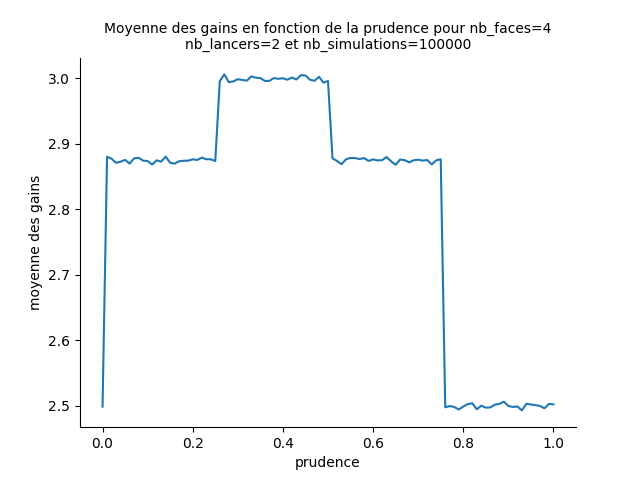 Moyenne des gains en fonction de la prudence pour nb_faces=4
nb_lancers=2 et nb_simulations=100000
3.0
2.9
2.8
2.7
2.6
2.5
moyenne des gains
0.0 0.2 0.4 0.6 0.8 1.0
prudence